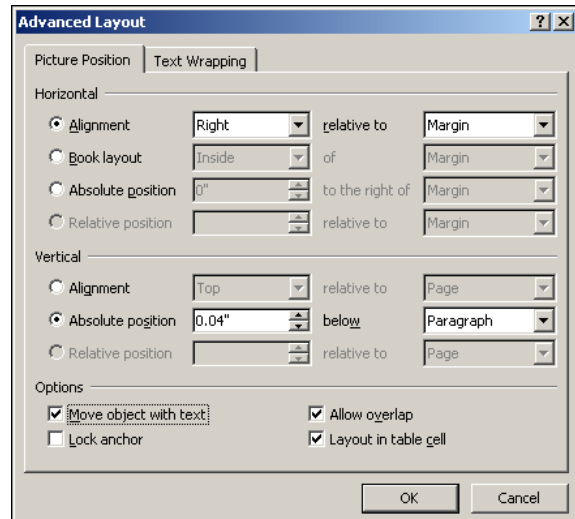 Advanced Layout
Picture Position Text Wrapping
Horizontal
Alignment Right relative to Margin
Book layout Inside of Margin
Absolute position 0" to the right of Margin
Relative position relative to Margin
Vertical
Alignment Top relative to Page
Absolute position 0.04" below Paragraph
Relative position relative to Page
Options
Move object with text Allow overlap
Lock anchor Layout in table cell
OK Cancel